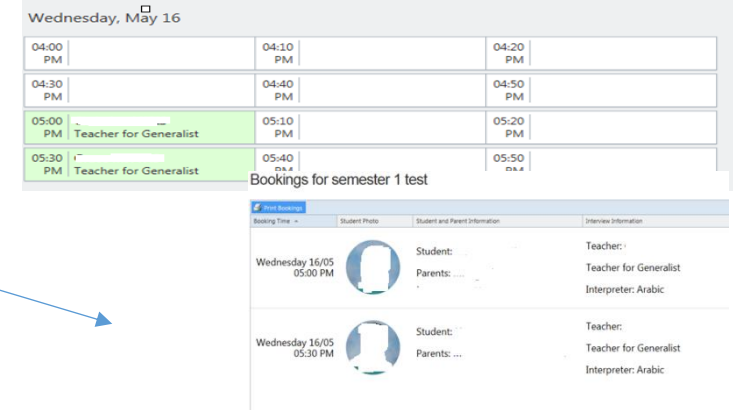 Wednesday, May 16
04:00 PM
04:10 PM
04:20 PM
04:30 PM
04:40 PM
04:50 PM
05:00 PM Teacher for Generalist
05:10 PM
05:20 PM
05:30 PM Teacher for Generalist
05:40 PM
05:50 PM
Bookings for semester 1 test
Print Bookings
Booking Time Student Photo Student and Parent Information Interview Information
Wednesday 16/05
05:00 PM
Student:
Parents: ...
Teacher:
Teacher for Generalist
Interpreter: Arabic
Wednesday 16/05
05:30 PM
Student:
Parents: ...
Teacher:
Teacher for Generalist
Interpreter: Arabic